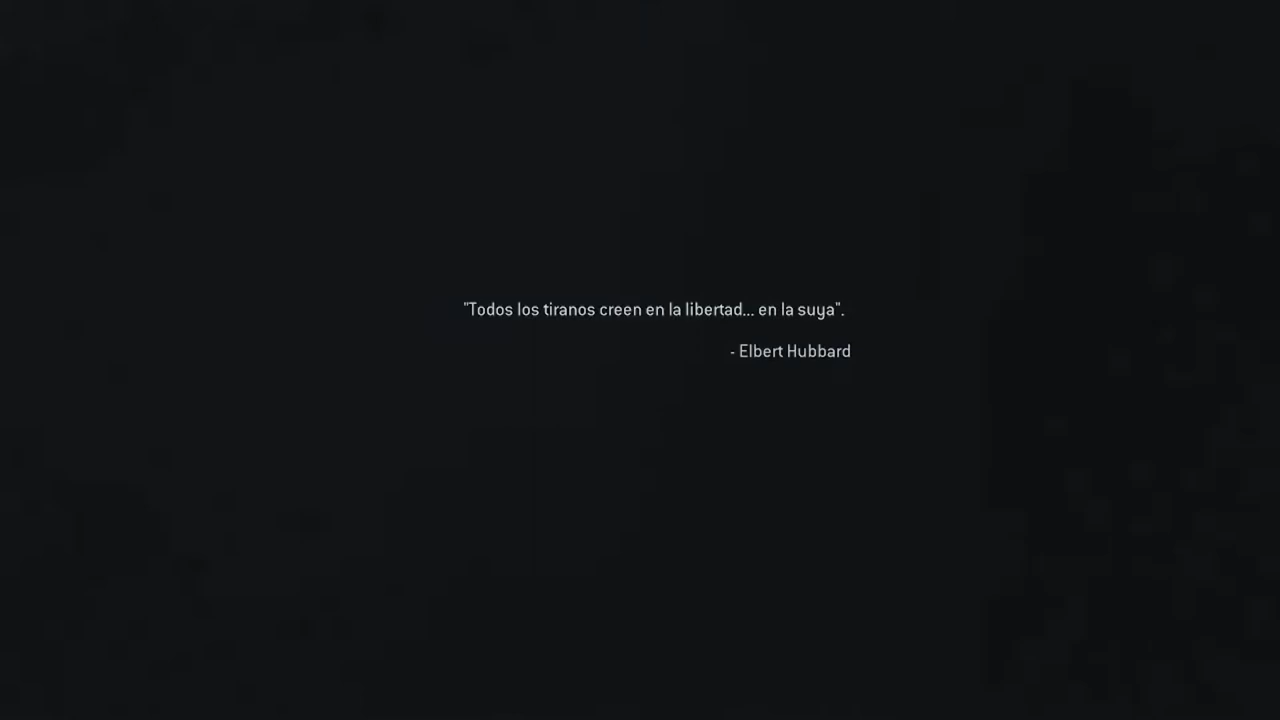 "Todos los tiranos creen en la libertad... en la suya".
- Elbert Hubbard